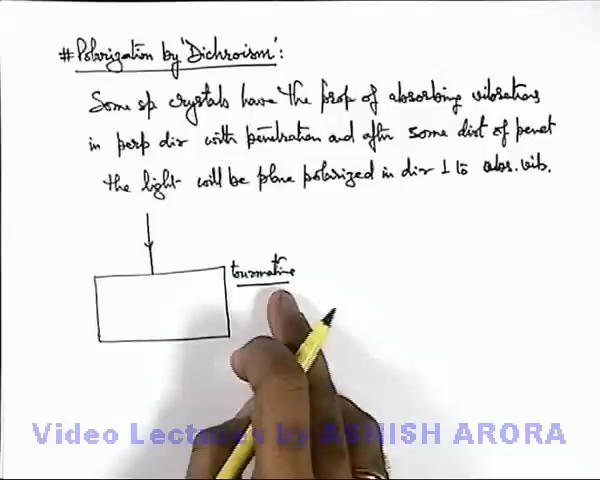 # Polarization by 'Dichroism':
Some sp crystals have the prop of absorbing vibrations
in perp dir with penetration and after some dist of penet
the light will be plane polarized in dir ⊥ to abs. vib.
tourmatine
Video Lectures by ASHISH ARORA